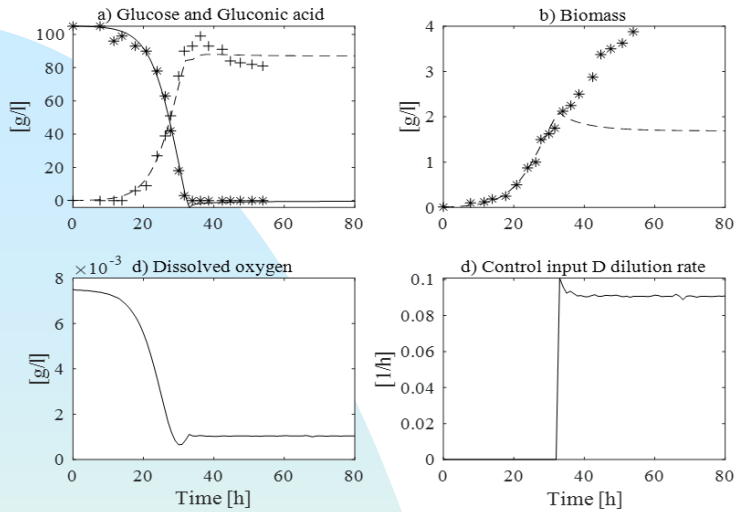 a) Glucose and Gluconic acid
[g/l]
100
80
60
40
20
0
0 20 40 60 80
b) Biomass
[g/l]
4
3
2
1
0
0 20 40 60 80
d) Dissolved oxygen
×10⁻³
[g/l]
8
6
4
2
0
0 20 40 60 80
Time [h]
d) Control input D dilution rate
[1/h]
0.1
0.08
0.06
0.04
0.02
0
0 20 40 60 80
Time [h]